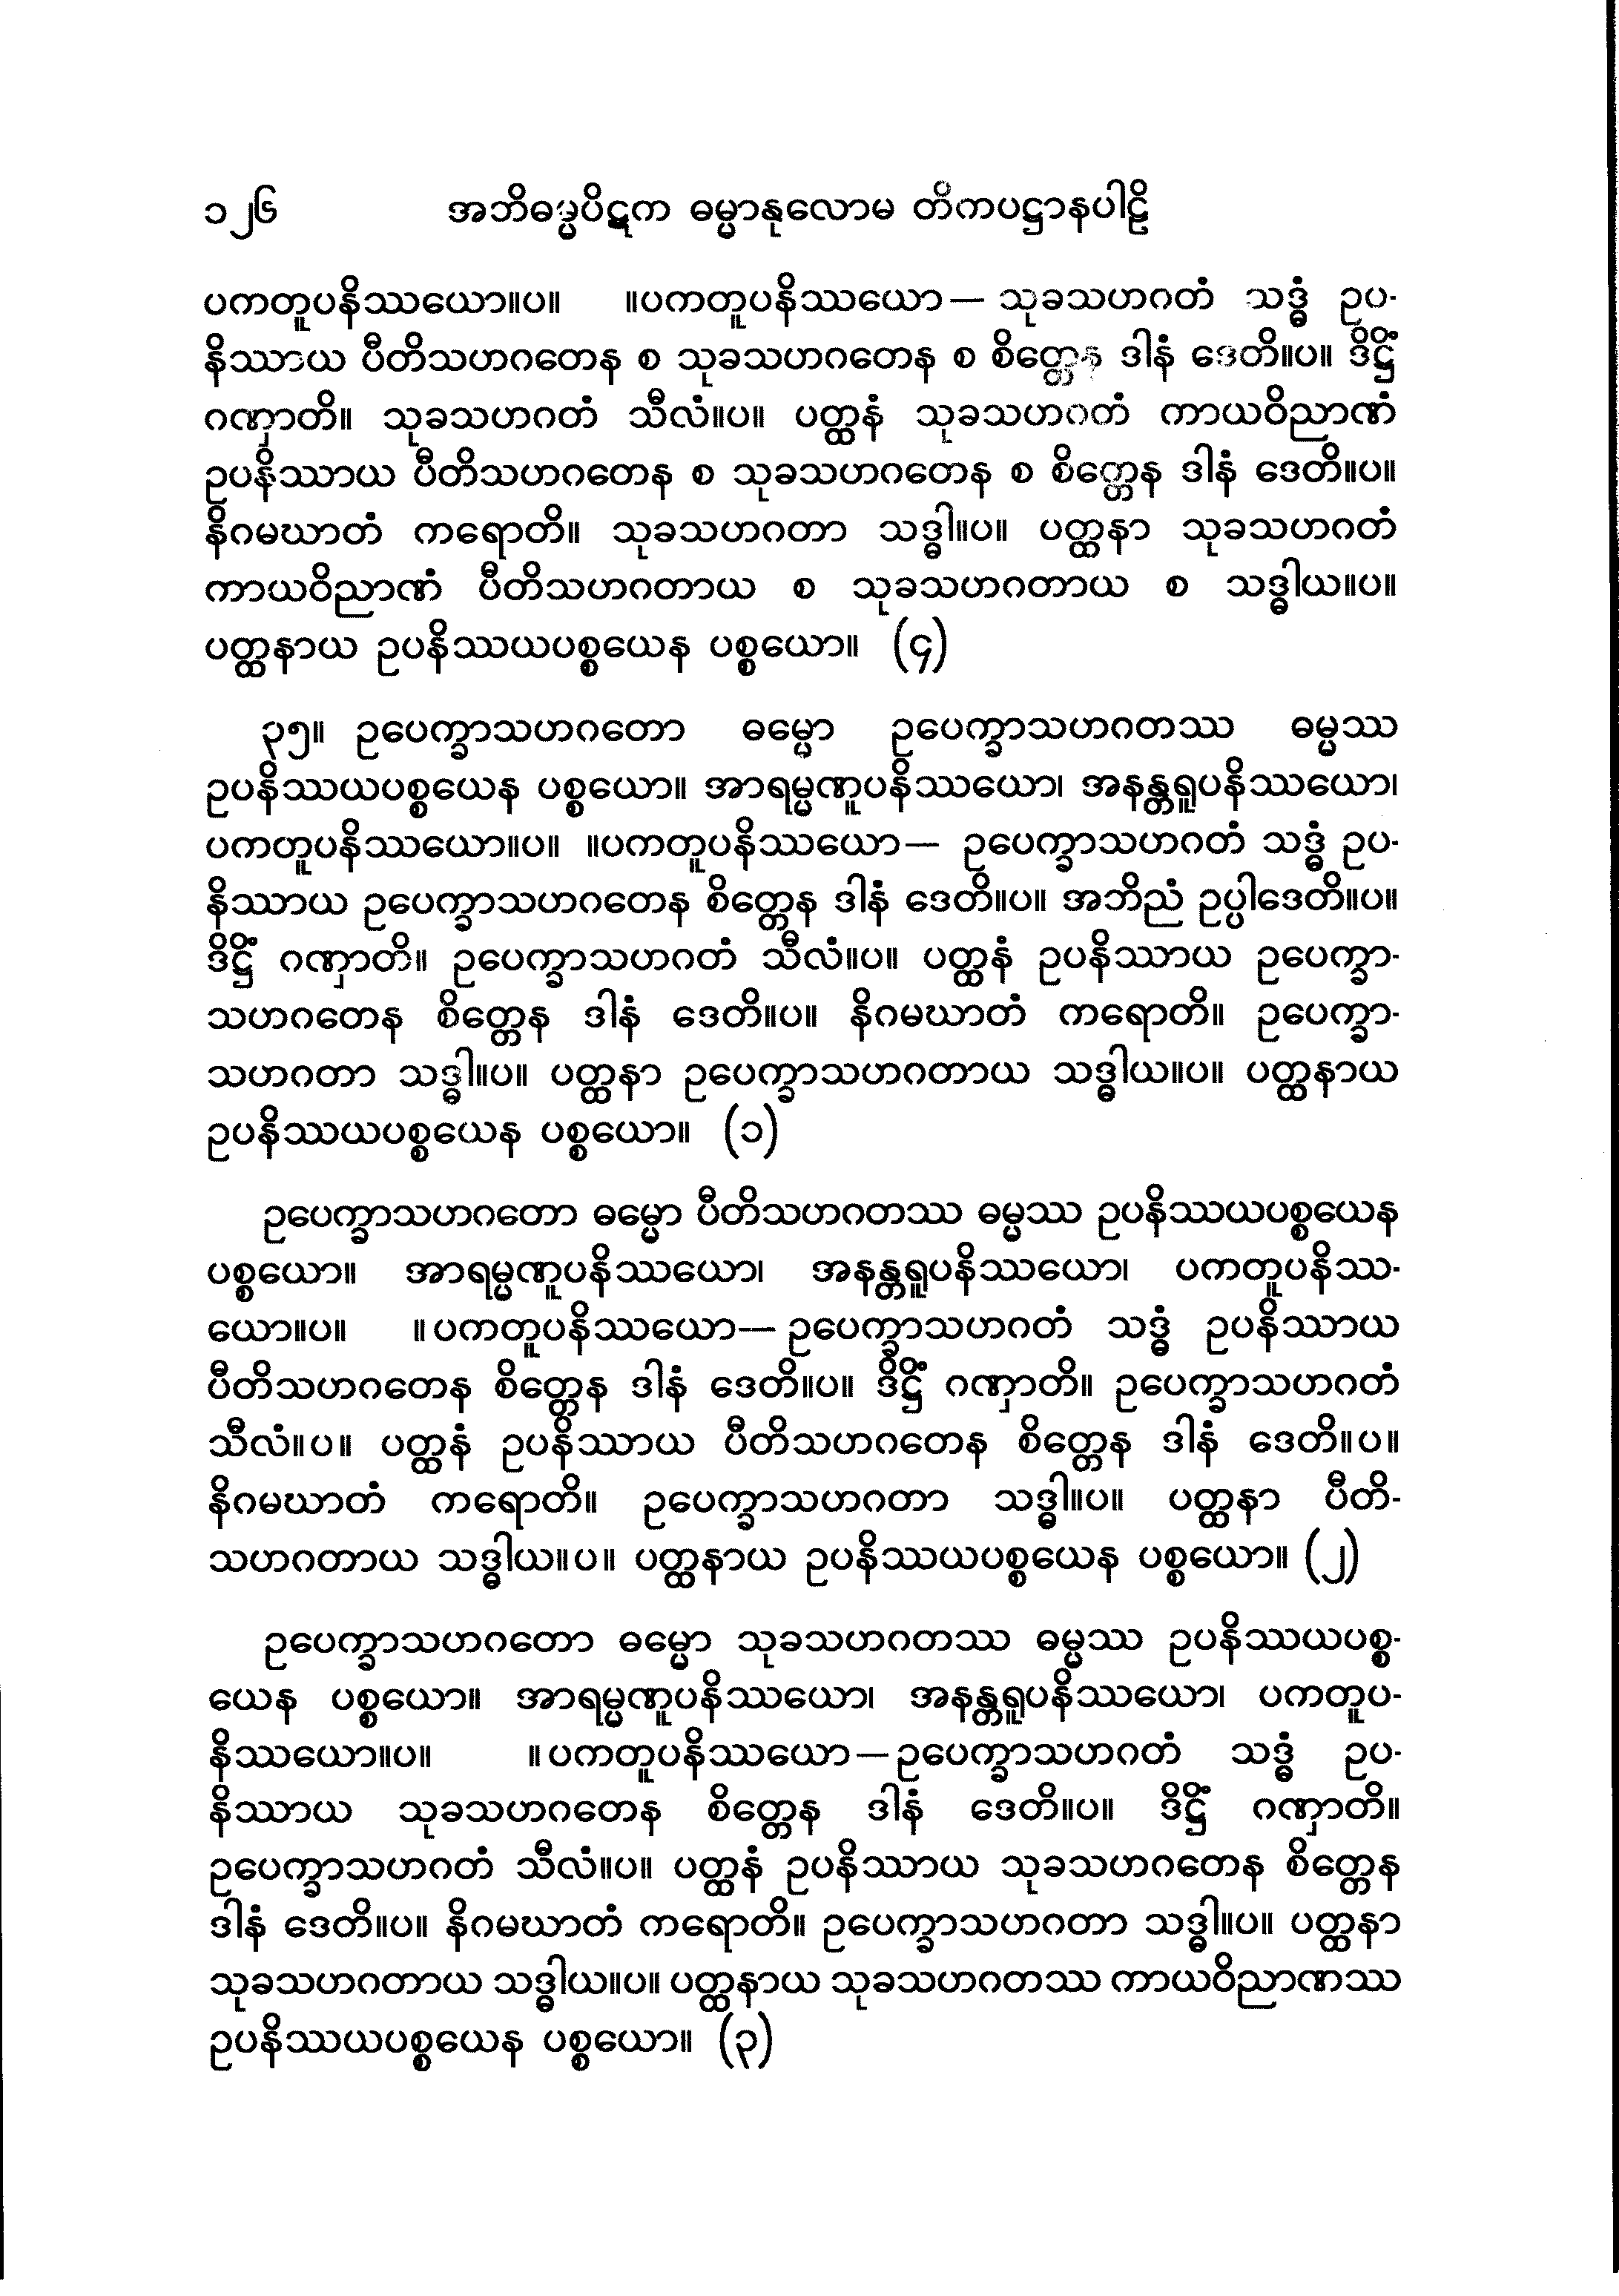 ၁၂၆ အဘိဓမ္မပိဋက ဓမ္မာနုလောမ တိကပဋ္ဌာနပါဠိ
ပကတူပနိဿယော။ပ။ ။ပကတူပနိဿယော— သုခသဟဂတံ သဒ္ဓံ ဥပ-
နိဿာယ ပီတိသဟဂတေန စ သုခသဟဂတေန စ စိတ္တေန ဒါနံ ဒေတိ။ပ။ ဒိဋ္ဌိံ
ဂဏှာတိ။ သုခသဟဂတံ သီလံ။ပ။ ပတ္ထနံ သုခသဟဂတံ ကာယဝိညာဏံ
ဥပနိဿာယ ပီတိသဟဂတေန စ သုခသဟဂတေန စ စိတ္တေန ဒါနံ ဒေတိ။ပ။
နိဂမဃာတံ ကရောတိ။ သုခသဟဂတာ သဒ္ဓါ။ပ။ ပတ္ထနာ သုခသဟဂတံ
ကာယဝိညာဏံ ပီတိသဟဂတာယ စ သုခသဟဂတာယ စ သဒ္ဓါယ။ပ။
ပတ္ထနာယ ဥပနိဿယပစ္စယေန ပစ္စယော။ (၄)
၃၅။ ဥပေက္ခာသဟဂတော ဓမ္မော ဥပေက္ခာသဟဂတဿ ဓမ္မဿ
ဥပနိဿယပစ္စယေန ပစ္စယော။ အာရမ္မဏူပနိဿယော၊ အနန္တရူပနိဿယော၊
ပကတူပနိဿယော။ပ။ ။ပကတူပနိဿယော— ဥပေက္ခာသဟဂတံ သဒ္ဓံ ဥပ-
နိဿာယ ဥပေက္ခာသဟဂတေန စိတ္တေန ဒါနံ ဒေတိ။ပ။ အဘိညံ ဥပ္ပါဒေတိ။ပ။
ဒိဋ္ဌိံ ဂဏှာတိ။ ဥပေက္ခာသဟဂတံ သီလံ။ပ။ ပတ္ထနံ ဥပနိဿာယ ဥပေက္ခာ-
သဟဂတေန စိတ္တေန ဒါနံ ဒေတိ။ပ။ နိဂမဃာတံ ကရောတိ။ ဥပေက္ခာ-
သဟဂတာ သဒ္ဓါ။ပ။ ပတ္ထနာ ဥပေက္ခာသဟဂတာယ သဒ္ဓါယ။ပ။ ပတ္ထနာယ
ဥပနိဿယပစ္စယေန ပစ္စယော။ (၁)
ဥပေက္ခာသဟဂတော ဓမ္မော ပီတိသဟဂတဿ ဓမ္မဿ ဥပနိဿယပစ္စယေန
ပစ္စယော။ အာရမ္မဏူပနိဿယော၊ အနန္တရူပနိဿယော၊ ပကတူပနိဿ-
ယော။ပ။ ။ပကတူပနိဿယော— ဥပေက္ခာသဟဂတံ သဒ္ဓံ ဥပနိဿာယ
ပီတိသဟဂတေန စိတ္တေန ဒါနံ ဒေတိ။ပ။ ဒိဋ္ဌိံ ဂဏှာတိ။ ဥပေက္ခာသဟဂတံ
သီလံ။ပ။ ပတ္ထနံ ဥပနိဿာယ ပီတိသဟဂတေန စိတ္တေန ဒါနံ ဒေတိ။ပ။
နိဂမဃာတံ ကရောတိ။ ဥပေက္ခာသဟဂတာ သဒ္ဓါ။ပ။ ပတ္ထနာ ပီတိ-
သဟဂတာယ သဒ္ဓါယ။ပ။ ပတ္ထနာယ ဥပနိဿယပစ္စယေန ပစ္စယော။ (၂)
ဥပေက္ခာသဟဂတော ဓမ္မော သုခသဟဂတဿ ဓမ္မဿ ဥပနိဿယပစ္စ-
ယေန ပစ္စယော။ အာရမ္မဏူပနိဿယော၊ အနန္တရူပနိဿယော၊ ပကတူပ-
နိဿယော။ပ။ ။ပကတူပနိဿယော—ဥပေက္ခာသဟဂတံ သဒ္ဓံ ဥပ-
နိဿာယ သုခသဟဂတေန စိတ္တေန ဒါနံ ဒေတိ။ပ။ ဒိဋ္ဌိံ ဂဏှာတိ။
ဥပေက္ခာသဟဂတံ သီလံ။ပ။ ပတ္ထနံ ဥပနိဿာယ သုခသဟဂတေန စိတ္တေန
ဒါနံ ဒေတိ။ပ။ နိဂမဃာတံ ကရောတိ။ ဥပေက္ခာသဟဂတာ သဒ္ဓါ။ပ။ ပတ္ထနာ
သုခသဟဂတာယ သဒ္ဓါယ။ပ။ ပတ္ထနာယ သုခသဟဂတဿ ကာယဝိညာဏဿ
ဥပနိဿယပစ္စယေန ပစ္စယော။ (၃)